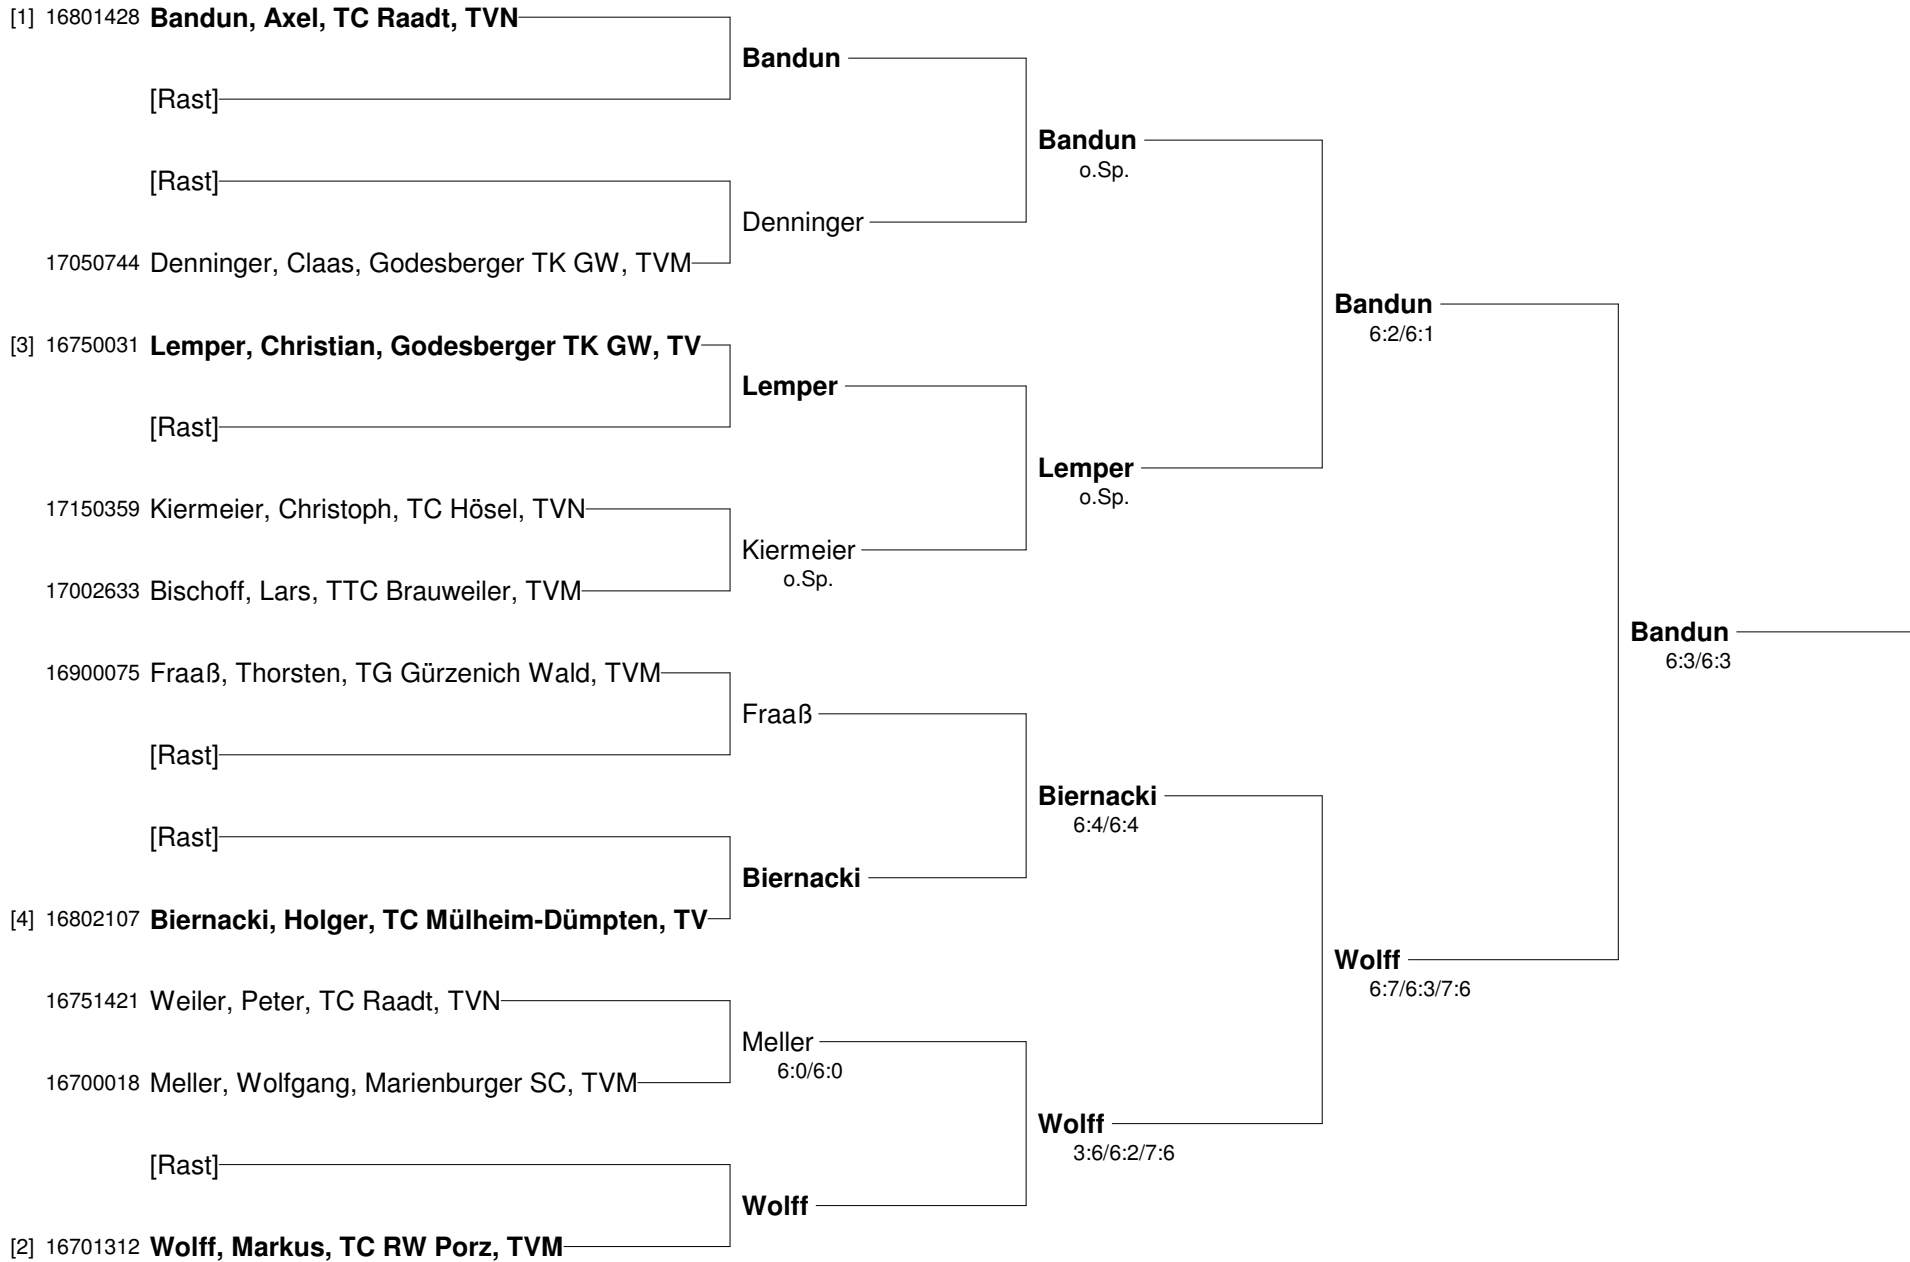 [1] 16801428 Bandun, Axel, TC Raadt, TVN
Bandun
[Rast]
Bandun
o.Sp.
[Rast]
Denninger
17050744 Denninger, Claas, Godesberger TK GW, TVM
Bandun
6:2/6:1
[3] 16750031 Lemper, Christian, Godesberger TK GW, TV
Lemper
[Rast]
Lemper
o.Sp.
17150359 Kiermeier, Christoph, TC Hösel, TVN
Kiermeier
o.Sp.
17002633 Bischoff, Lars, TTC Brauweiler, TVM
Bandun
6:3/6:3
16900075 Fraaß, Thorsten, TG Gürzenich Wald, TVM
Fraaß
[Rast]
Biernacki
6:4/6:4
[Rast]
Biernacki
[4] 16802107 Biernacki, Holger, TC Mülheim-Dümpten, TV
Wolff
6:7/6:3/7:6
16751421 Weiler, Peter, TC Raadt, TVN
Meller
6:0/6:0
16700018 Meller, Wolfgang, Marienburger SC, TVM
Wolff
3:6/6:2/7:6
[Rast]
Wolff
[2] 16701312 Wolff, Markus, TC RW Porz, TVM